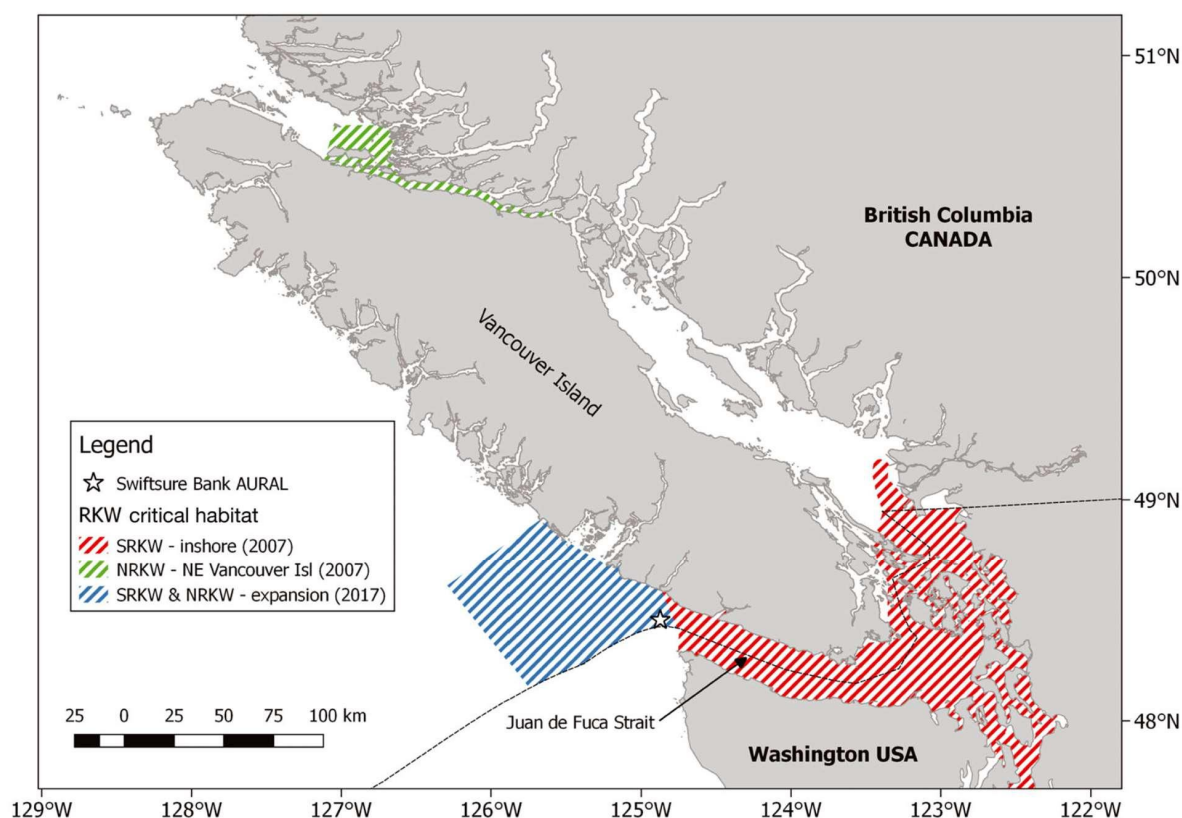 51°N
British Columbia
CANADA
50°N
Vancouver Island
Legend
Swiftsure Bank AURAL
RKW critical habitat
SRKW - inshore (2007)
NRKW - NE Vancouver Isl (2007)
SRKW & NRKW - expansion (2017)
49°N
25 0 25 50 75 100 km
Juan de Fuca Strait
48°N
Washington USA
129°W 128°W 127°W 126°W 125°W 124°W 123°W 122°W